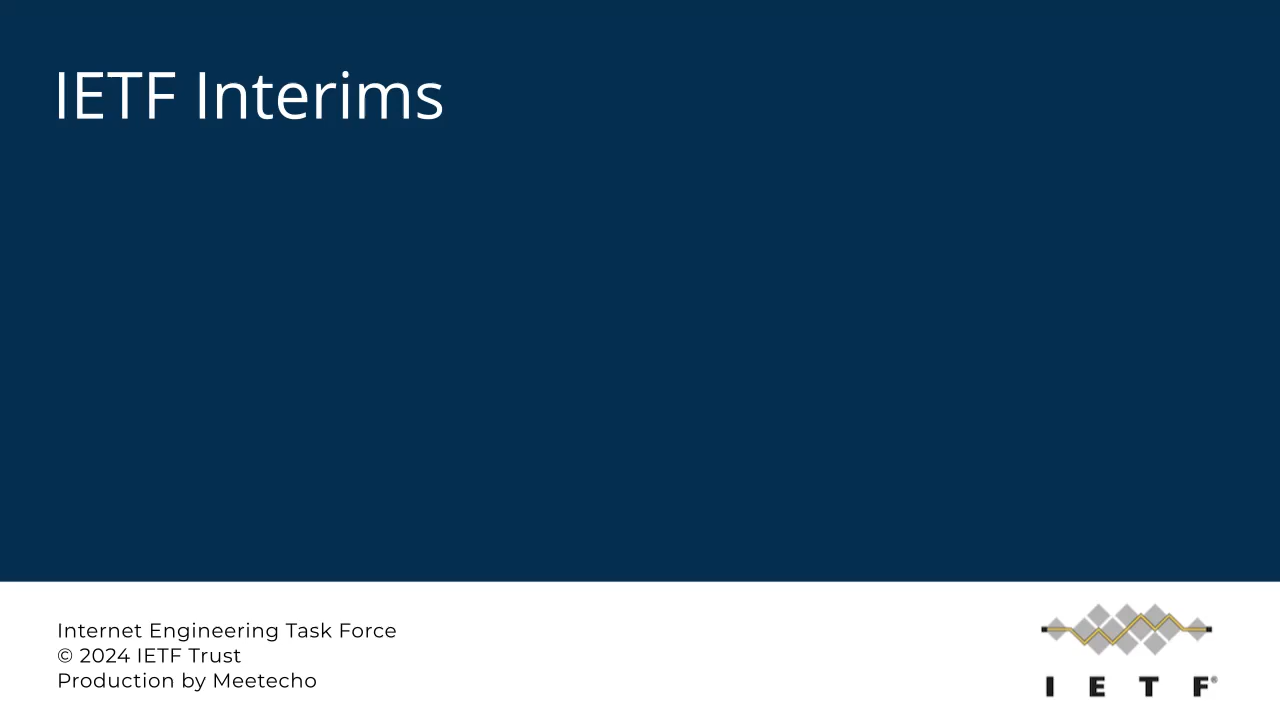 IETF Interims
Internet Engineering Task Force
© 2024 IETF Trust
Production by Meetecho
I E T F®